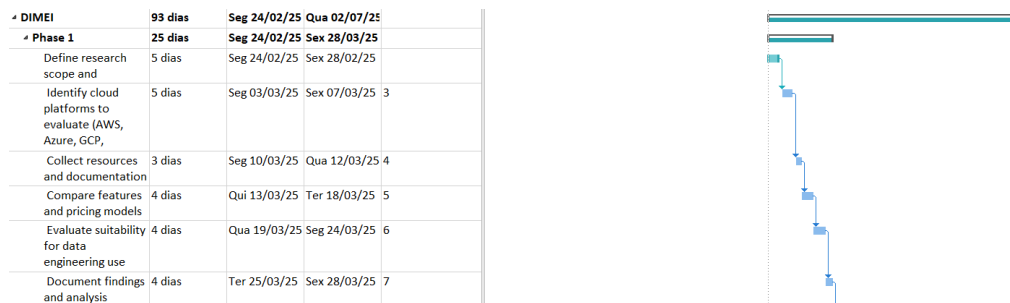 DIMEI 93 dias Seg 24/02/25 Qua 02/07/25
Phase 1 25 dias Seg 24/02/25 Sex 28/03/25
Define research 5 dias Seg 24/02/25 Sex 28/02/25
scope and
Identify cloud 5 dias Seg 03/03/25 Sex 07/03/25 3
platforms to
evaluate (AWS,
Azure, GCP,
Collect resources 3 dias Seg 10/03/25 Qua 12/03/25 4
and documentation
Compare features 4 dias Qui 13/03/25 Ter 18/03/25 5
and pricing models
Evaluate suitability 4 dias Qua 19/03/25 Seg 24/03/25 6
for data
engineering use
Document findings 4 dias Ter 25/03/25 Sex 28/03/25 7
and analysis